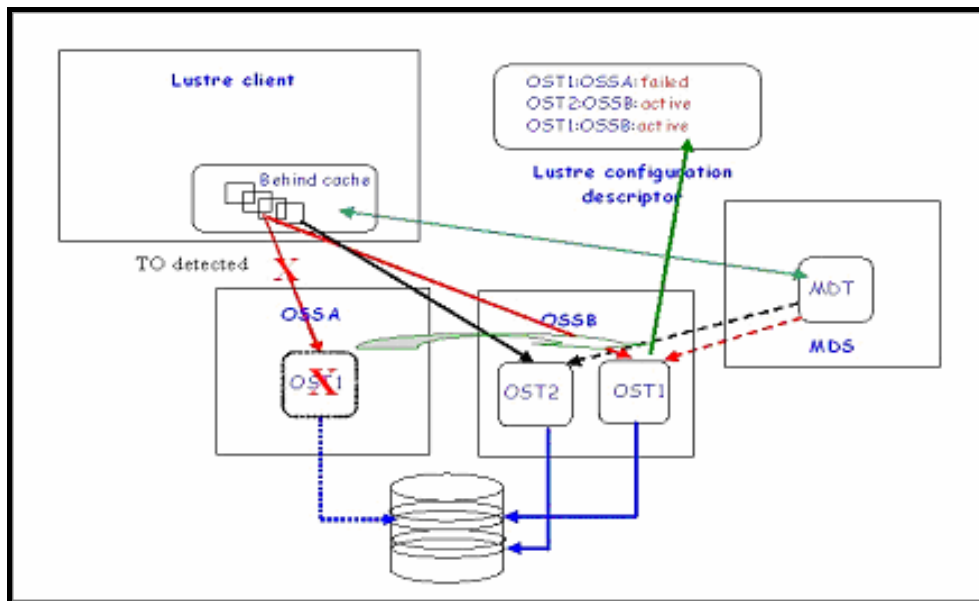 Lustre client
OST1:OSSA:failed
OST2:OSSB:active
OST1:OSSB:active
Behind cache
Lustre configuration
descriptor
TO detected
X
MDT
OSSA
OSSB
MDS
OST1
X
OST2
OST1